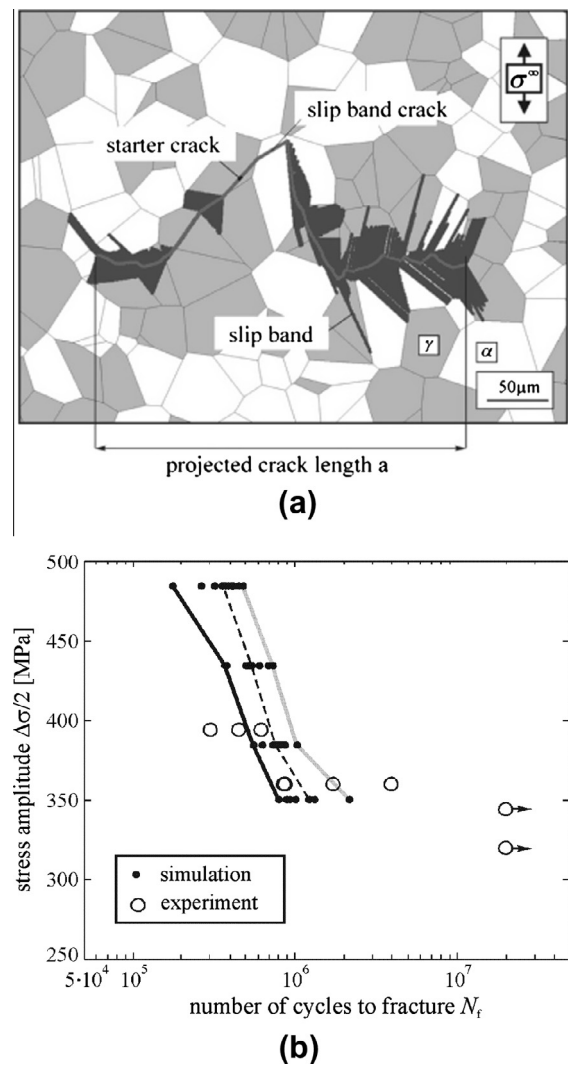 σ∞
slip band crack
starter crack
slip band
γ
α
50μm
projected crack length a
(a)
500
450
400
350
300
250
stress amplitude Δσ/2 [MPa]
simulation
experiment
5·10⁴
10⁵
10⁶
10⁷
number of cycles to fracture Nf
(b)